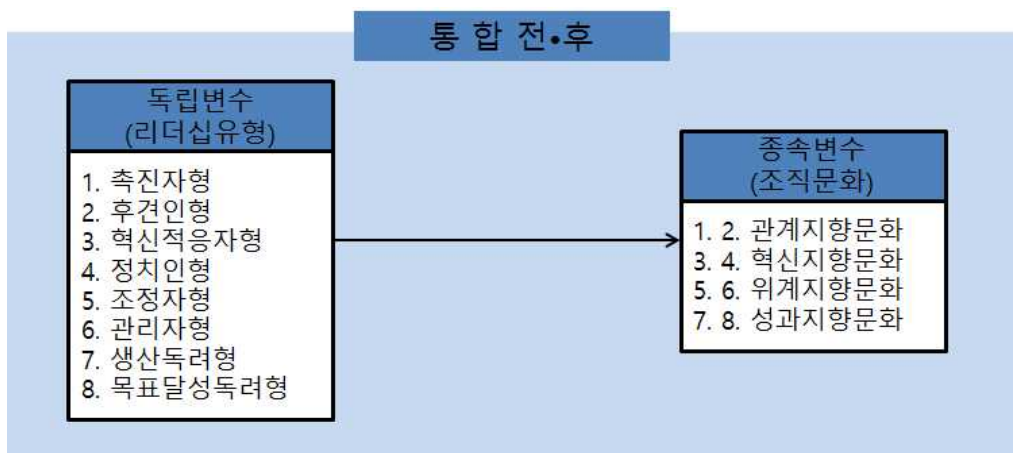 통 합 전•후
독립변수
(리더십유형)
1. 촉진자형
2. 후견인형
3. 혁신적응자형
4. 정치인형
5. 조정자형
6. 관리자형
7. 생산독려형
8. 목표달성독려형
종속변수
(조직문화)
1. 2. 관계지향문화
3. 4. 혁신지향문화
5. 6. 위계지향문화
7. 8. 성과지향문화